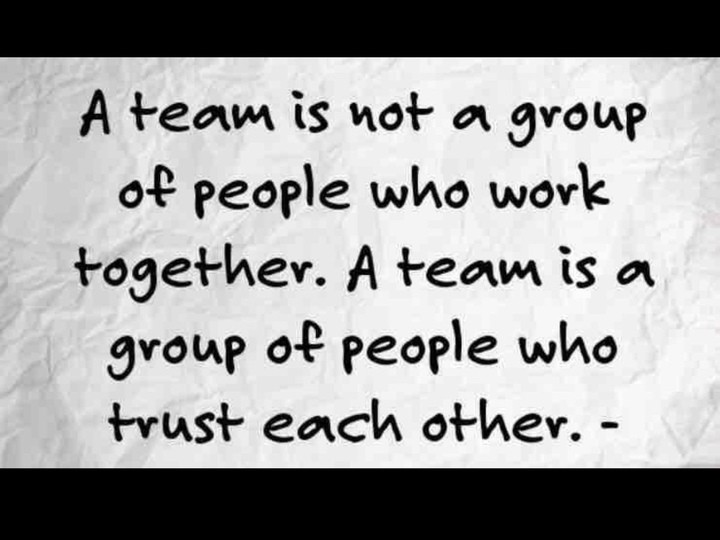 A team is not a group
of people who work
together. A team is a
group of people who
trust each other. -